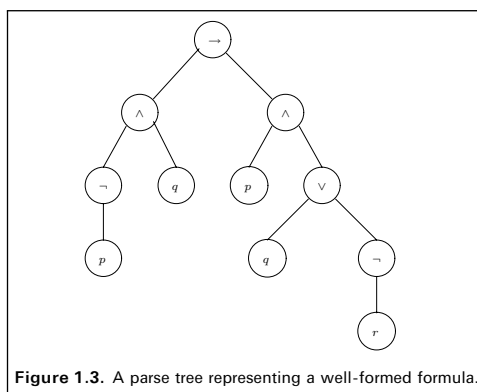 →
∧ ∧
¬ q p ∨
p q ¬
r
Figure 1.3. A parse tree representing a well-formed formula.